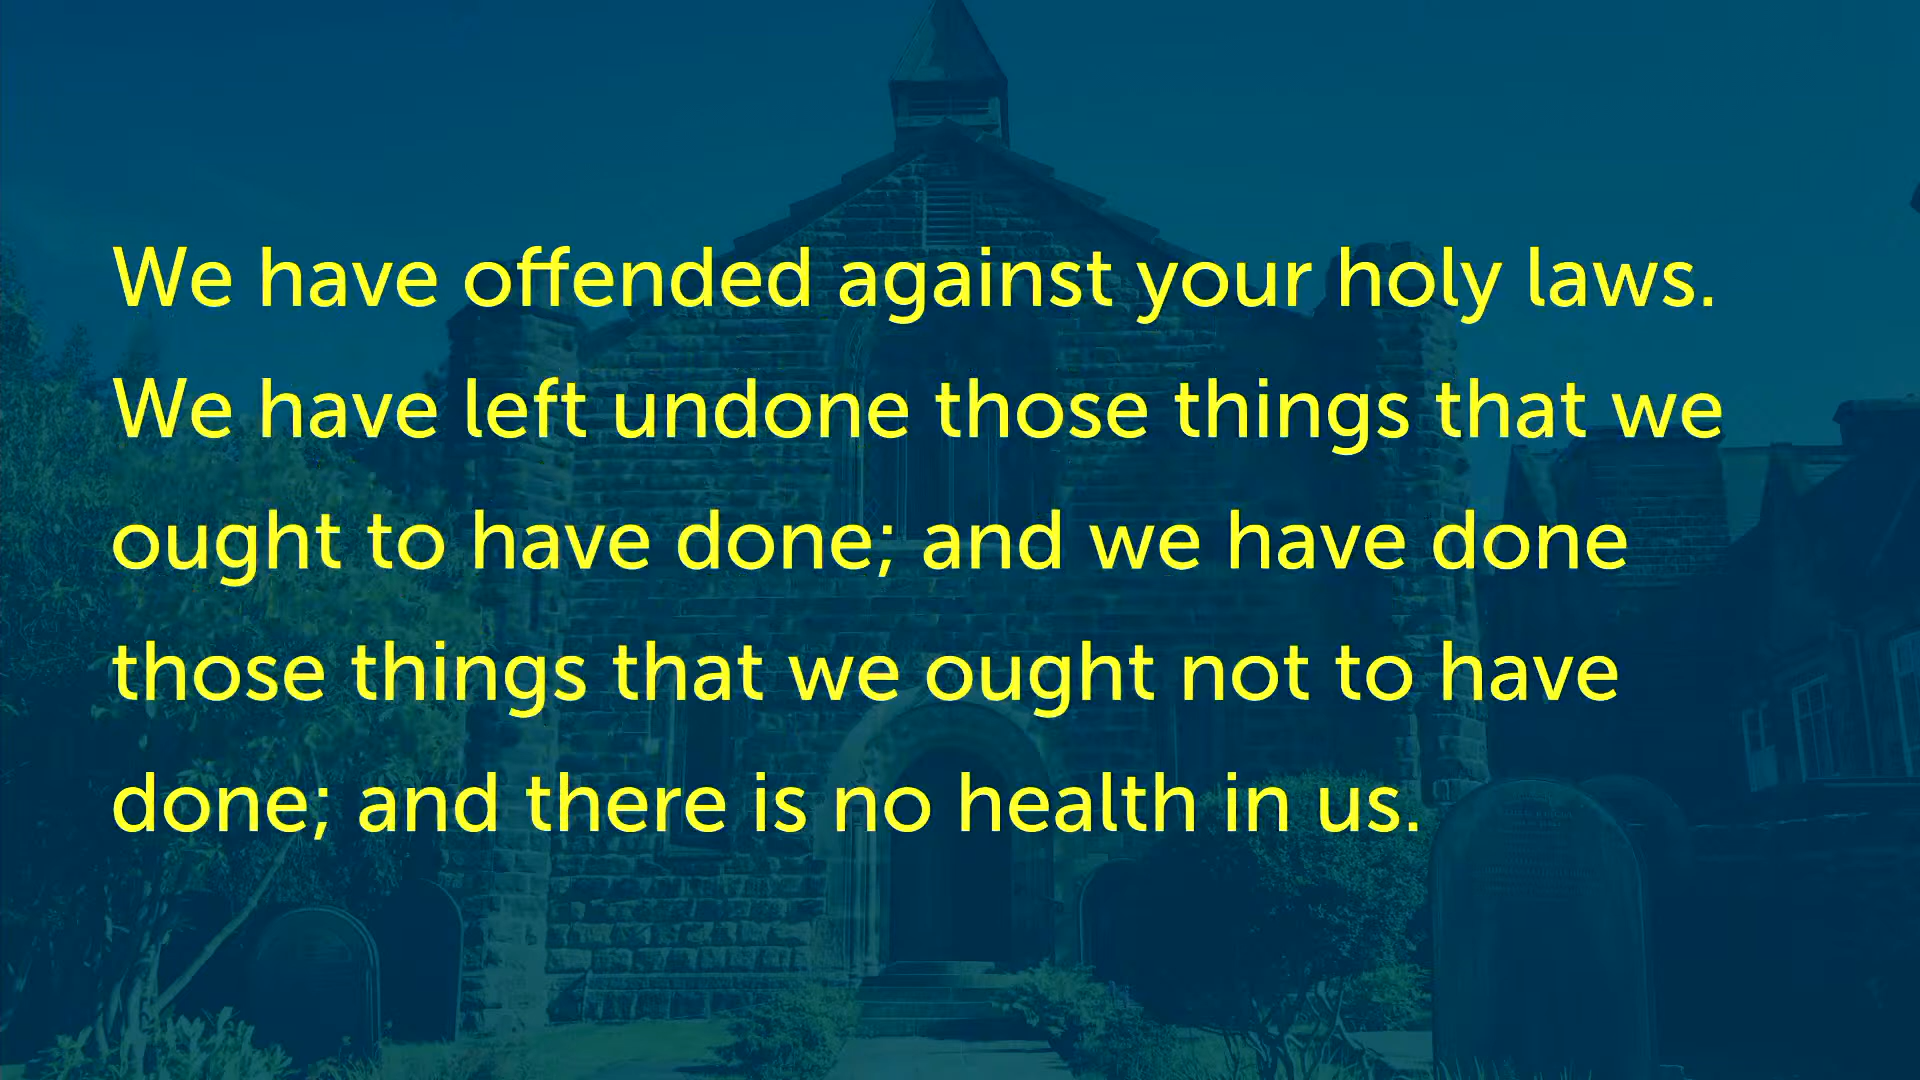 We have offended against your holy laws.
We have left undone those things that we
ought to have done; and we have done
those things that we ought not to have
done; and there is no health in us.